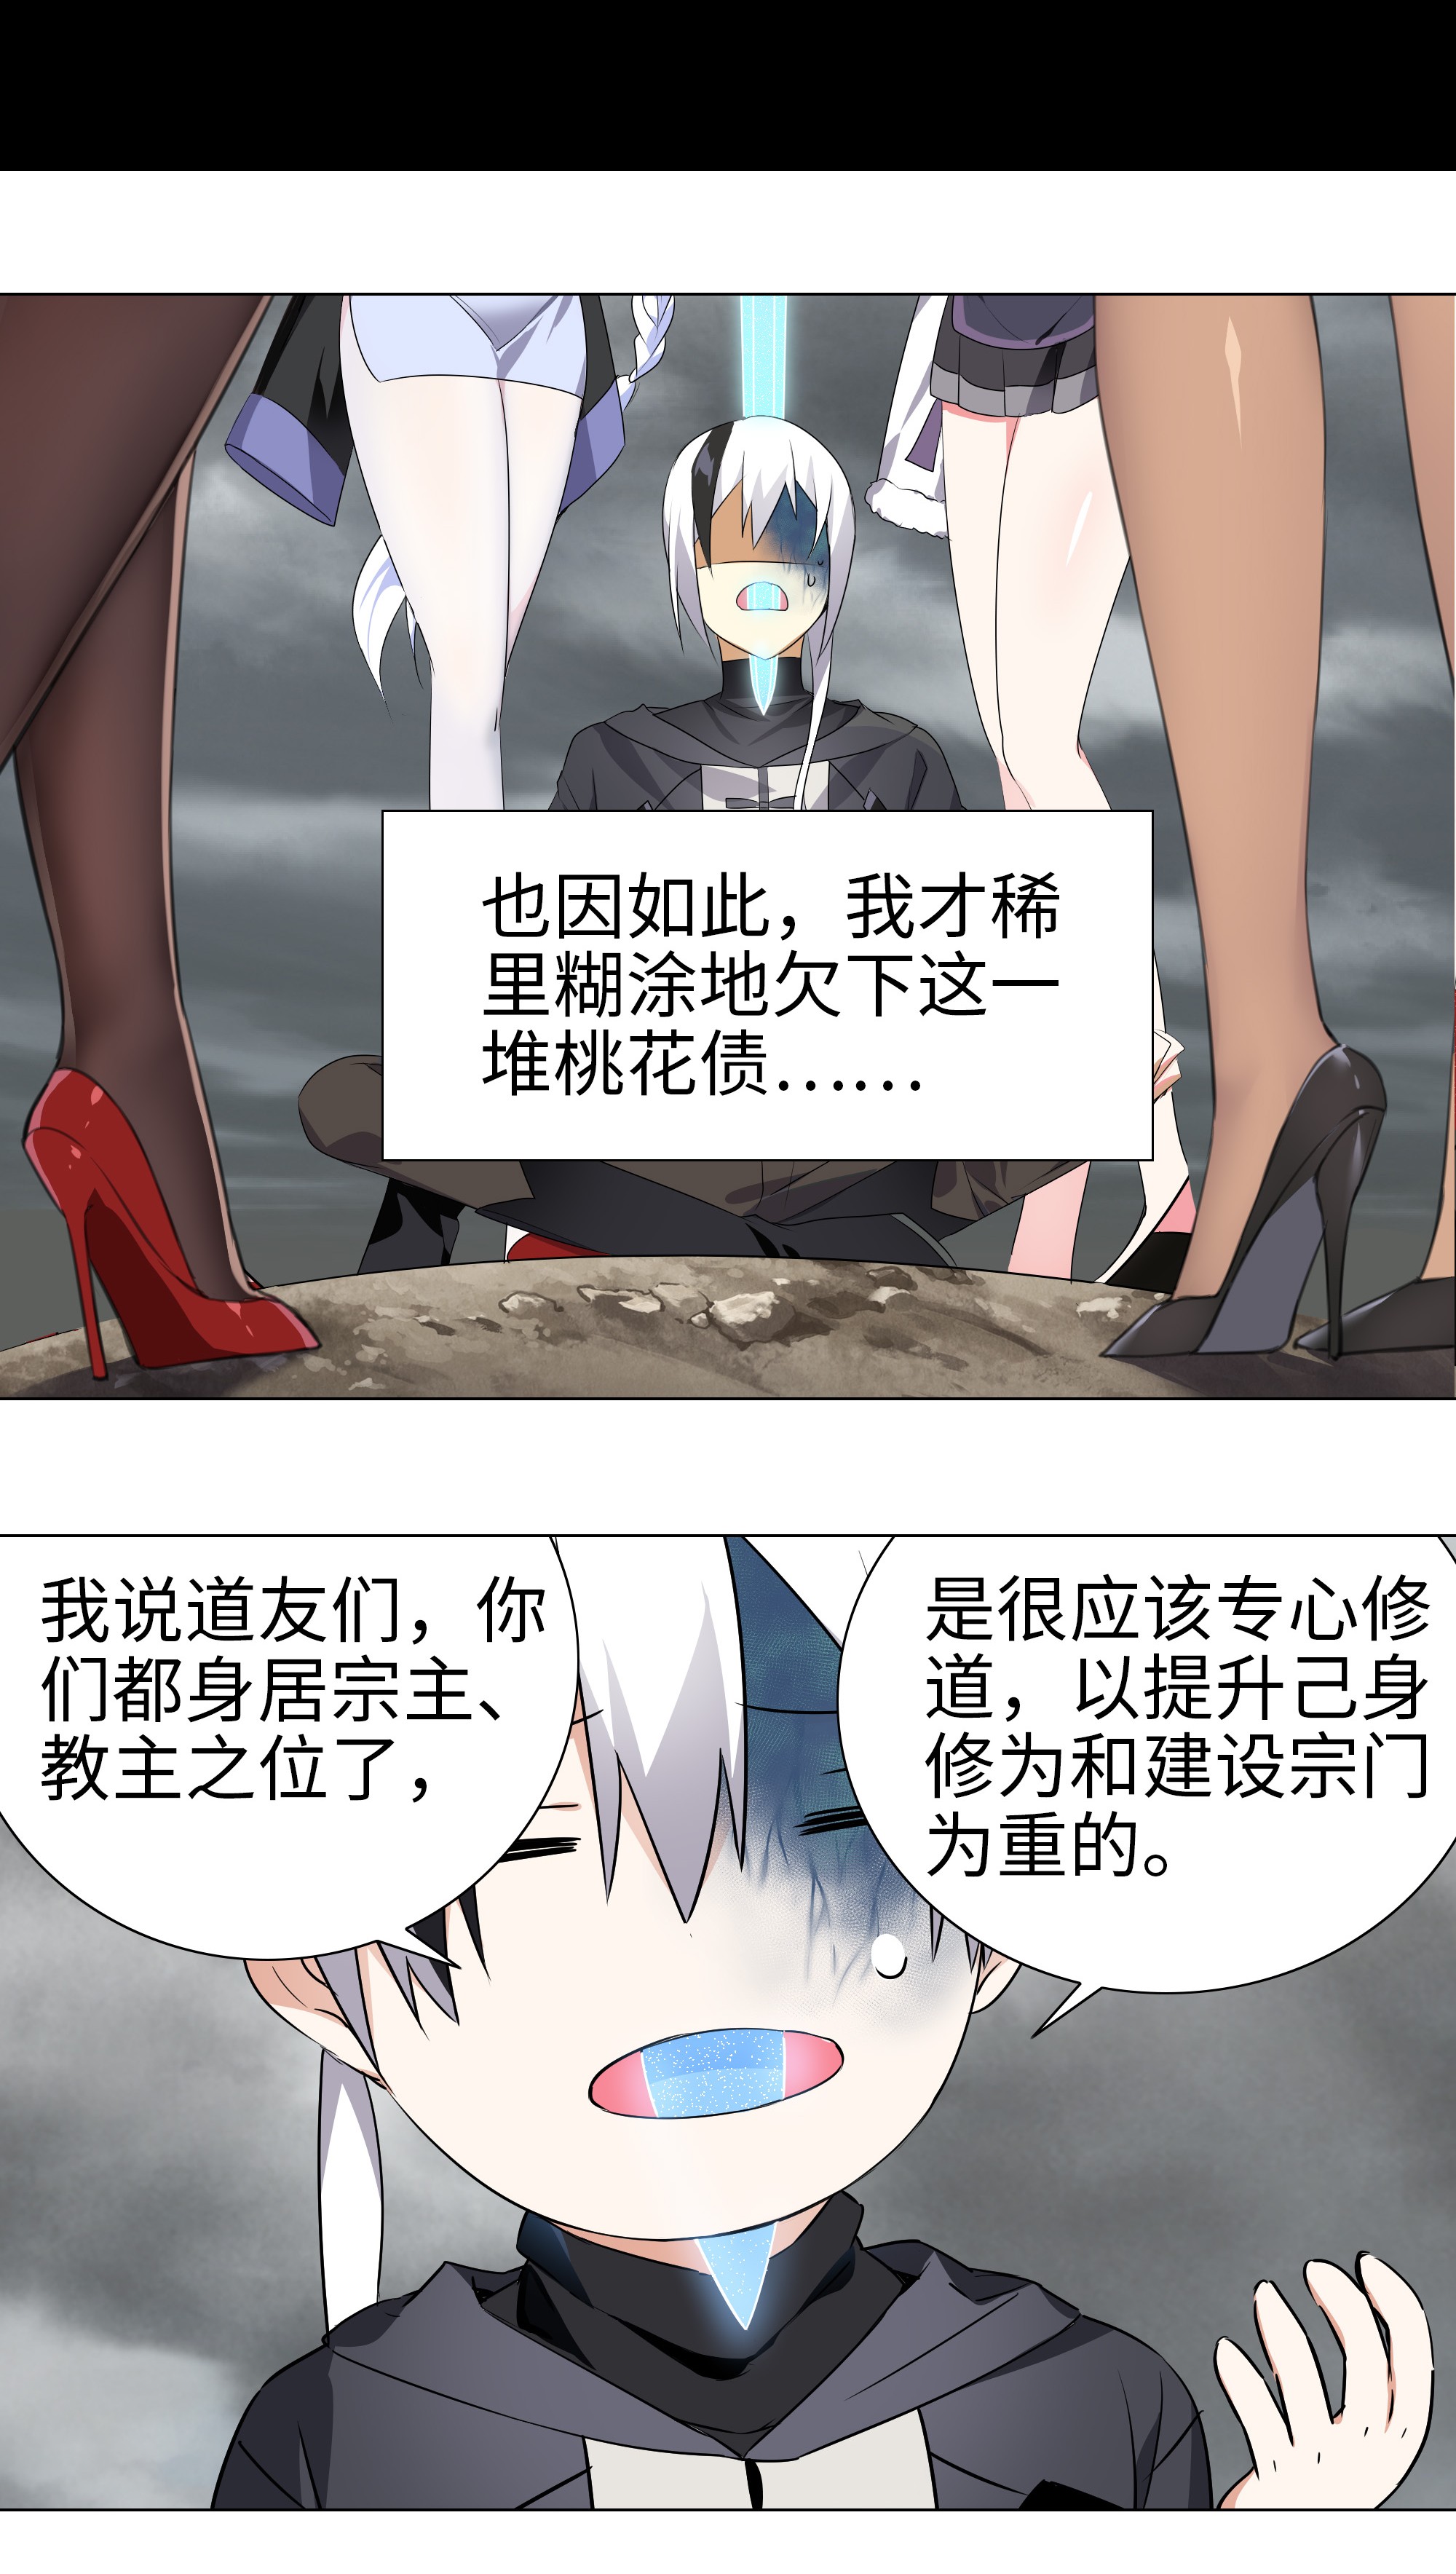 也因如此，我才稀
里糊涂地欠下这一
堆桃花债……
我说道友们，你
们都身居宗主、
教主之位了，
是很应该专心修
道，以提升己身
修为和建设宗门
为重的。